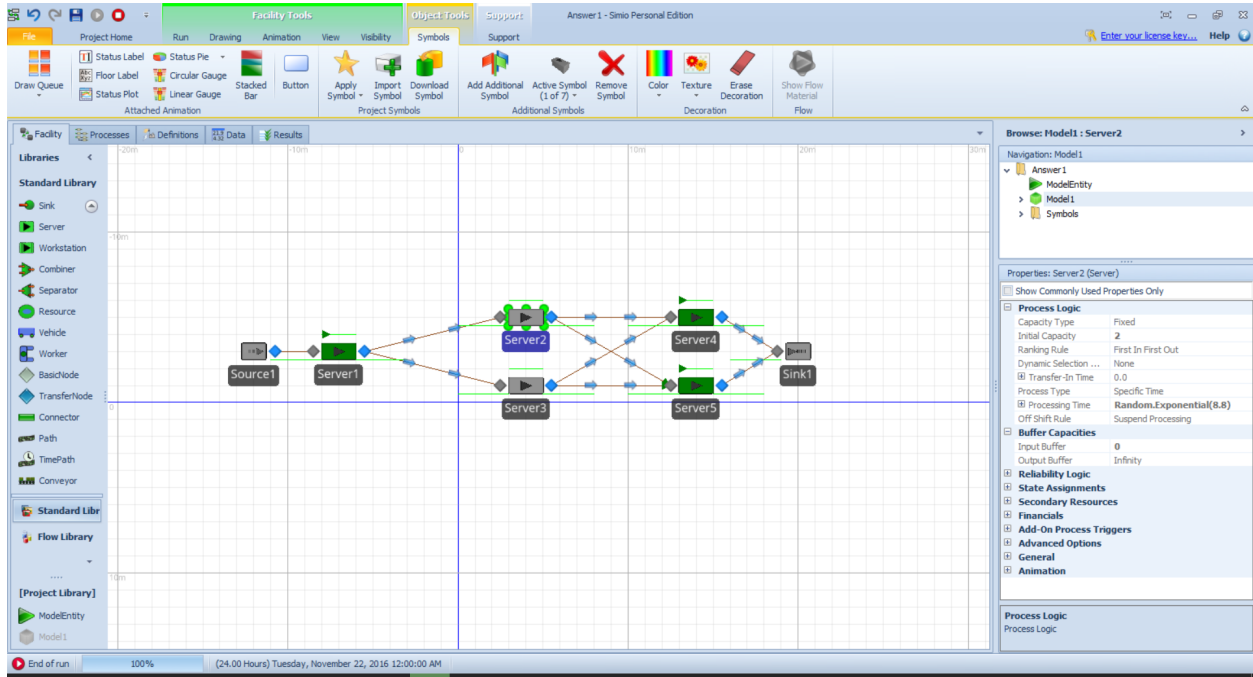 Facility Tools
Object Tools
Support
Answer1 - Simio Personal Edition
File
Project Home
Run
Drawing
Animation
View
Visibility
Symbols
Support
Enter your license key...
Help
Draw Queue
Status Label
Floor Label
Status Plot
Status Pie
Circular Gauge
Linear Gauge
Stacked Bar
Button
Attached Animation
Apply Symbol
Import Symbol
Download Symbol
Project Symbols
Add Additional Symbol
Active Symbol (1 of 7)
Remove Symbol
Additional Symbols
Color
Texture
Erase Decoration
Decoration
Show Flow Material
Flow
Facility
Processes
Definitions
Data
Results
Libraries
Standard Library
Sink
Server
Workstation
Combiner
Separator
Resource
Vehicle
Worker
BasicNode
TransferNode
Connector
Path
TimePath
Conveyor
Standard Libr
Flow Library
[Project Library]
ModelEntity
Model1
-20m
-10m
0
10m
20m
30m
-10m
0
10m
Source1
Server1
Server2
Server3
Server4
Server5
Sink1
Browse: Model1 : Server2
Navigation: Model1
Answer1
ModelEntity
Model1
Symbols
Properties: Server2 (Server)
Show Commonly Used Properties Only
Process Logic
Capacity Type Fixed
Initial Capacity 2
Ranking Rule First In First Out
Dynamic Selection ... None
Transfer-In Time 0.0
Process Type Specific Time
Processing Time Random.Exponential(8.8)
Off Shift Rule Suspend Processing
Buffer Capacities
Input Buffer 0
Output Buffer Infinity
Reliability Logic
State Assignments
Secondary Resources
Financials
Add-On Process Triggers
Advanced Options
General
Animation
Process Logic
Process Logic
End of run
100%
(24.00 Hours) Tuesday, November 22, 2016 12:00:00 AM